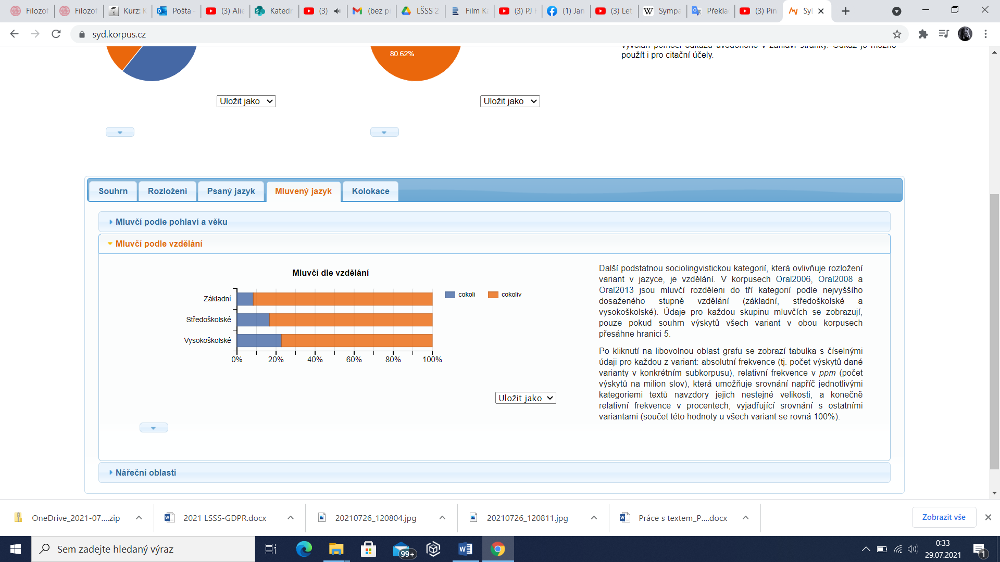 Filozof
Filozof
Kurz: K
Pošta -
(3) Alie
Katedr
(3)
(bez p
LŠSS 2
Film Ka
(3) PJ H
(1) Jan
(3) Let
Sympa
Překla
(3) Pin
Syl
syd.korpus.cz
80.62%
použít i pro citační účely.
Uložit jako
Uložit jako
Souhrn
Rozložení
Psaný jazyk
Mluvený jazyk
Kolokace
Mluvčí podle pohlaví a věku
Mluvčí podle vzdělání
Mluvčí dle vzdělání
Základní
Středoškolské
Vysokoškolské
0%
20%
40%
60%
80%
100%
cokoli
cokoliv
Uložit jako
Další podstatnou sociolingvistickou kategorií, která ovlivňuje rozložení
variant v jazyce, je vzdělání. V korpusech Oral2006, Oral2008 a
Oral2013 jsou mluvčí rozděleni do tří kategorií podle nejvyššího
dosaženého stupně vzdělání (základní, středoškolské a
vysokoškolské). Údaje pro každou skupinu mluvčích se zobrazují,
pouze pokud souhrn výskytů všech variant v obou korpusech
přesáhne hranici 5.
Po kliknutí na libovolnou oblast grafu se zobrazí tabulka s číselnými
údaji pro každou z variant: absolutní frekvence (tj. počet výskytů dané
varianty v konkrétním subkorpusu), relativní frekvence v ppm (počet
výskytů na milion slov), která umožňuje srovnání napříč jednotlivými
kategoriemi textů navzdory jejich nestejné velikosti, a konečně
relativní frekvence v procentech, vyjadřující srovnání s ostatními
variantami (součet této hodnoty u všech variant se rovná 100%).
Nářeční oblasti
OneDrive_2021-07....zip
2021 LSSS-GDPR.docx
20210726_120804.jpg
20210726_120811.jpg
Práce s textem_P....docx
Zobrazit vše
Sem zadejte hledaný výraz
99+
0:33
29.07.2021
1